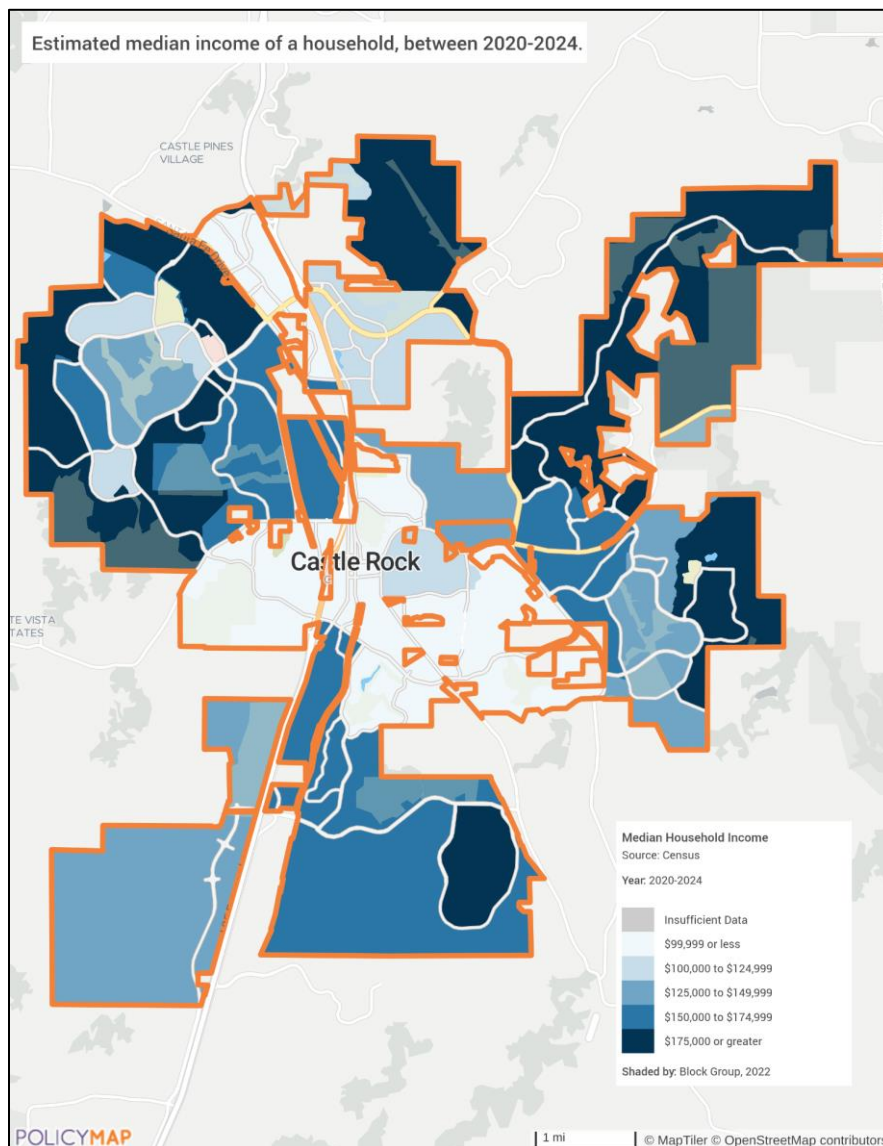 Estimated median income of a household, between 2020-2024.
CASTLE PINES
VILLAGE
Castle Rock
TE VISTA
TATES
Median Household Income
Source: Census
Year: 2020-2024
Insufficient Data
$99,999 or less
$100,000 to $124,999
$125,000 to $149,999
$150,000 to $174,999
$175,000 or greater
Shaded by: Block Group, 2022
POLICYMAP
1 mi
© MapTiler © OpenStreetMap contributors